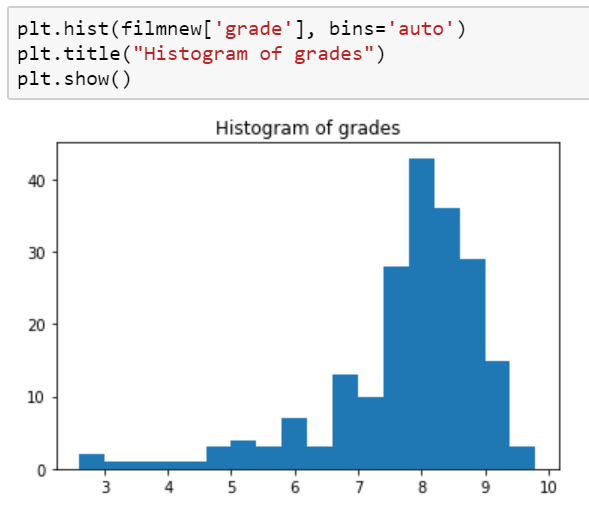 plt.hist(filmnew['grade'], bins='auto')
plt.title("Histogram of grades")
plt.show()
Histogram of grades
40
30
20
10
0
3 4 5 6 7 8 9 10